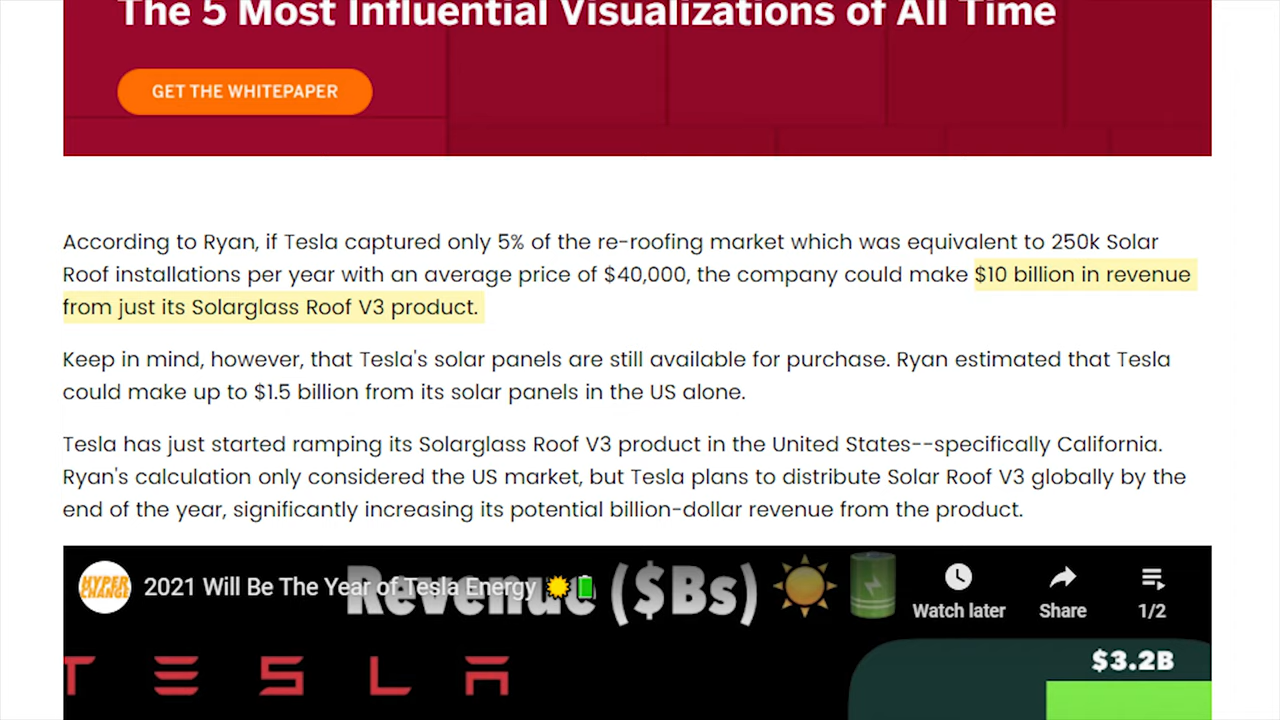 The 5 Most Influential Visualizations of All Time
GET THE WHITEPAPER
According to Ryan, if Tesla captured only 5% of the re-roofing market which was equivalent to 250k Solar
Roof installations per year with an average price of $40,000, the company could make $10 billion in revenue
from just its Solarglass Roof V3 product.
Keep in mind, however, that Tesla's solar panels are still available for purchase. Ryan estimated that Tesla
could make up to $1.5 billion from its solar panels in the US alone.
Tesla has just started ramping its Solarglass Roof V3 product in the United States--specifically California.
Ryan's calculation only considered the US market, but Tesla plans to distribute Solar Roof V3 globally by the
end of the year, significantly increasing its potential billion-dollar revenue from the product.
HYPER
CHANGE
2021 Will Be The Year of Tesla Energy
Revenue ($Bs)
Watch later
Share
1/2
TESLA
$3.2B